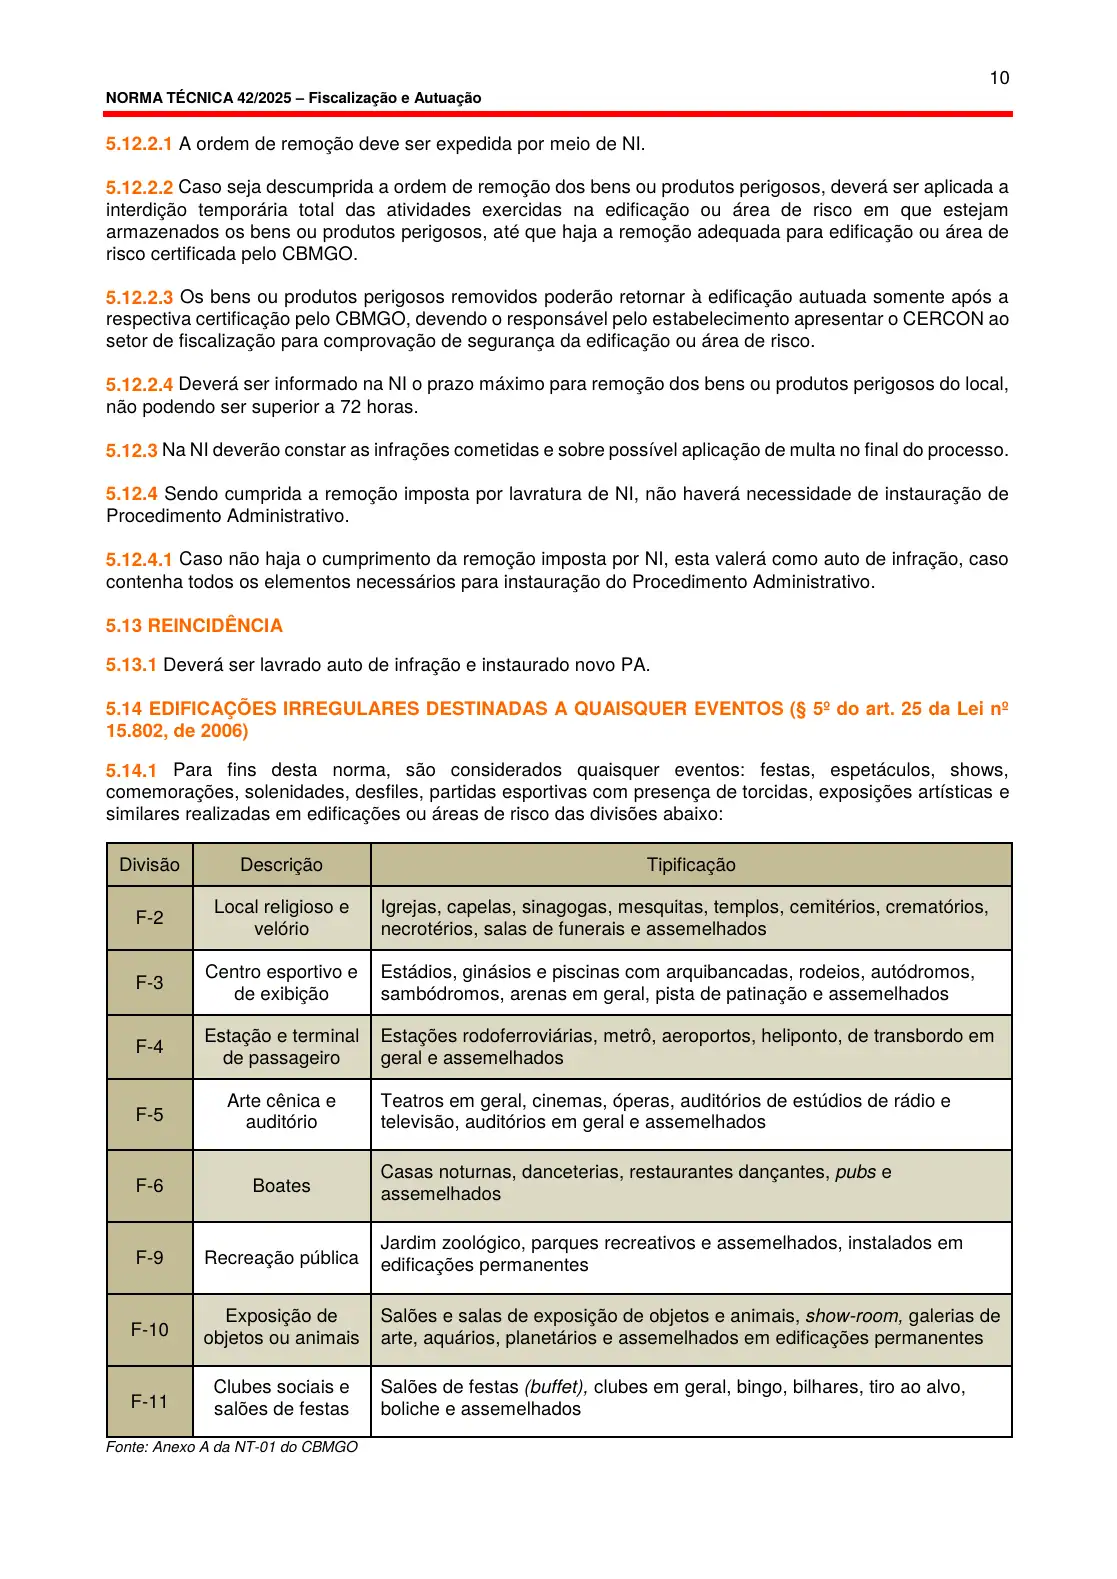 10
NORMA TÉCNICA 42/2025 – Fiscalização e Autuação
5.12.2.1 A ordem de remoção deve ser expedida por meio de NI.
5.12.2.2 Caso seja descumprida a ordem de remoção dos bens ou produtos perigosos, deverá ser aplicada a
interdição temporária total das atividades exercidas na edificação ou área de risco em que estejam
armazenados os bens ou produtos perigosos, até que haja a remoção adequada para edificação ou área de
risco certificada pelo CBMGO.
5.12.2.3 Os bens ou produtos perigosos removidos poderão retornar à edificação autuada somente após a
respectiva certificação pelo CBMGO, devendo o responsável pelo estabelecimento apresentar o CERCON ao
setor de fiscalização para comprovação de segurança da edificação ou área de risco.
5.12.2.4 Deverá ser informado na NI o prazo máximo para remoção dos bens ou produtos perigosos do local,
não podendo ser superior a 72 horas.
5.12.3 Na NI deverão constar as infrações cometidas e sobre possível aplicação de multa no final do processo.
5.12.4 Sendo cumprida a remoção imposta por lavratura de NI, não haverá necessidade de instauração de
Procedimento Administrativo.
5.12.4.1 Caso não haja o cumprimento da remoção imposta por NI, esta valerá como auto de infração, caso
contenha todos os elementos necessários para instauração do Procedimento Administrativo.
5.13 REINCIDÊNCIA
5.13.1 Deverá ser lavrado auto de infração e instaurado novo PA.
5.14 EDIFICAÇÕES IRREGULARES DESTINADAS A QUAISQUER EVENTOS (§ 5º do art. 25 da Lei nº
15.802, de 2006)
5.14.1 Para fins desta norma, são considerados quaisquer eventos: festas, espetáculos, shows,
comemorações, solenidades, desfiles, partidas esportivas com presença de torcidas, exposições artísticas e
similares realizadas em edificações ou áreas de risco das divisões abaixo:
Divisão Descrição Tipificação
F-2
Local religioso e
velório
Igrejas, capelas, sinagogas, mesquitas, templos, cemitérios, crematórios,
necrotérios, salas de funerais e assemelhados
F-3
Centro esportivo e
de exibição
Estádios, ginásios e piscinas com arquibancadas, rodeios, autódromos,
sambódromos, arenas em geral, pista de patinação e assemelhados
F-4
Estação e terminal
de passageiro
Estações rodoferroviárias, metrô, aeroportos, heliponto, de transbordo em
geral e assemelhados
F-5
Arte cênica e
auditório
Teatros em geral, cinemas, óperas, auditórios de estúdios de rádio e
televisão, auditórios em geral e assemelhados
F-6
Boates
Casas noturnas, danceterias, restaurantes dançantes, pubs e
assemelhados
F-9
Recreação pública
Jardim zoológico, parques recreativos e assemelhados, instalados em
edificações permanentes
F-10
Exposição de
objetos ou animais
Salões e salas de exposição de objetos e animais, show-room, galerias de
arte, aquários, planetários e assemelhados em edificações permanentes
F-11
Clubes sociais e
salões de festas
Salões de festas (buffet), clubes em geral, bingo, bilhares, tiro ao alvo,
boliche e assemelhados
Fonte: Anexo A da NT-01 do CBMGO